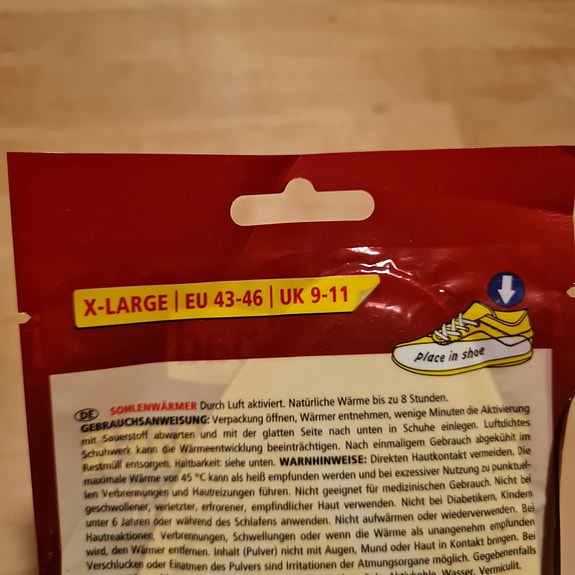 X-LARGE | EU 43-46 | UK 9-11
Place in shoe
DE SOHLENWÄRMER Durch Luft aktiviert. Natürliche Wärme bis zu 8 Stunden.
GEBRAUCHSANWEISUNG: Verpackung öffnen, Wärmer entnehmen, wenige Minuten die Aktivierung
mit Sauerstoff abwarten und mit der glatten Seite nach unten in Schuhe einlegen. Luftdichtes
Schuhwerk kann die Wärmeentwicklung beeinträchtigen. Nach einmaligem Gebrauch abgekühlt im
Restmüll entsorgen. Haltbarkeit: siehe unten. WARNHINWEISE: Direkten Hautkontakt vermeiden. Die
maximale Wärme von 45 °C kann als heiß empfunden werden und bei exzessiver Nutzung zu punktuel-
len Verbrennungen und Hautreizungen führen. Nicht geeignet für medizinischen Gebrauch. Nicht bei
geschwollener, verletzter, erfrorener, empfindlicher Haut verwenden. Nicht bei Diabetikern, Kindern
unter 6 Jahren oder während des Schlafens anwenden. Nicht aufwärmen oder wiederverwenden. Bei
Hautreaktionen, Verbrennungen, Schwellungen oder wenn die Wärme als unangenehm empfunden
wird, den Wärmer entfernen. Inhalt (Pulver) nicht mit Augen, Mund oder Haut in Kontakt bringen. Bei
Verschlucken oder Einatmen des Pulvers sind Irritationen der Atmungsorgane möglich. Gegebenenfalls
Aktivkohle, Wasser, Vermiculit.